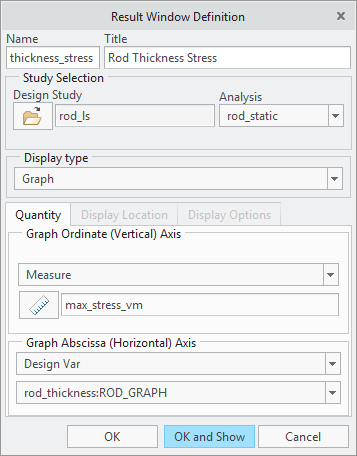 Result Window Definition
Name Title
thickness_stress Rod Thickness Stress
Study Selection
Design Study Analysis
rod_ls rod_static
Display type
Graph
Quantity Display Location Display Options
Graph Ordinate (Vertical) Axis
Measure
max_stress_vm
Graph Abscissa (Horizontal) Axis
Design Var
rod_thickness:ROD_GRAPH
OK OK and Show Cancel